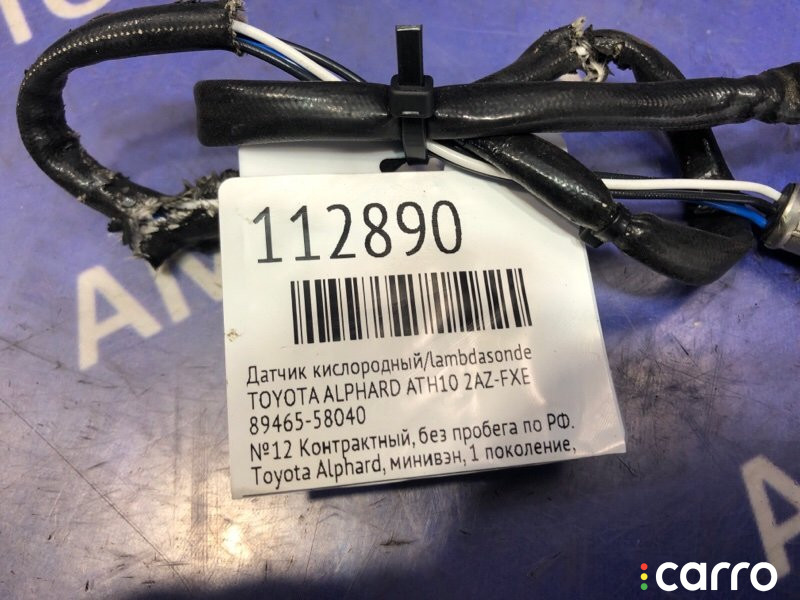 112890
Датчик кислородный/lambdasonde
TOYOTA ALPHARD ATH10 2AZ-FXE
89465-58040
№12 Контрактный, без пробега по РФ.
Toyota Alphard, минивэн, 1 поколение,
carro